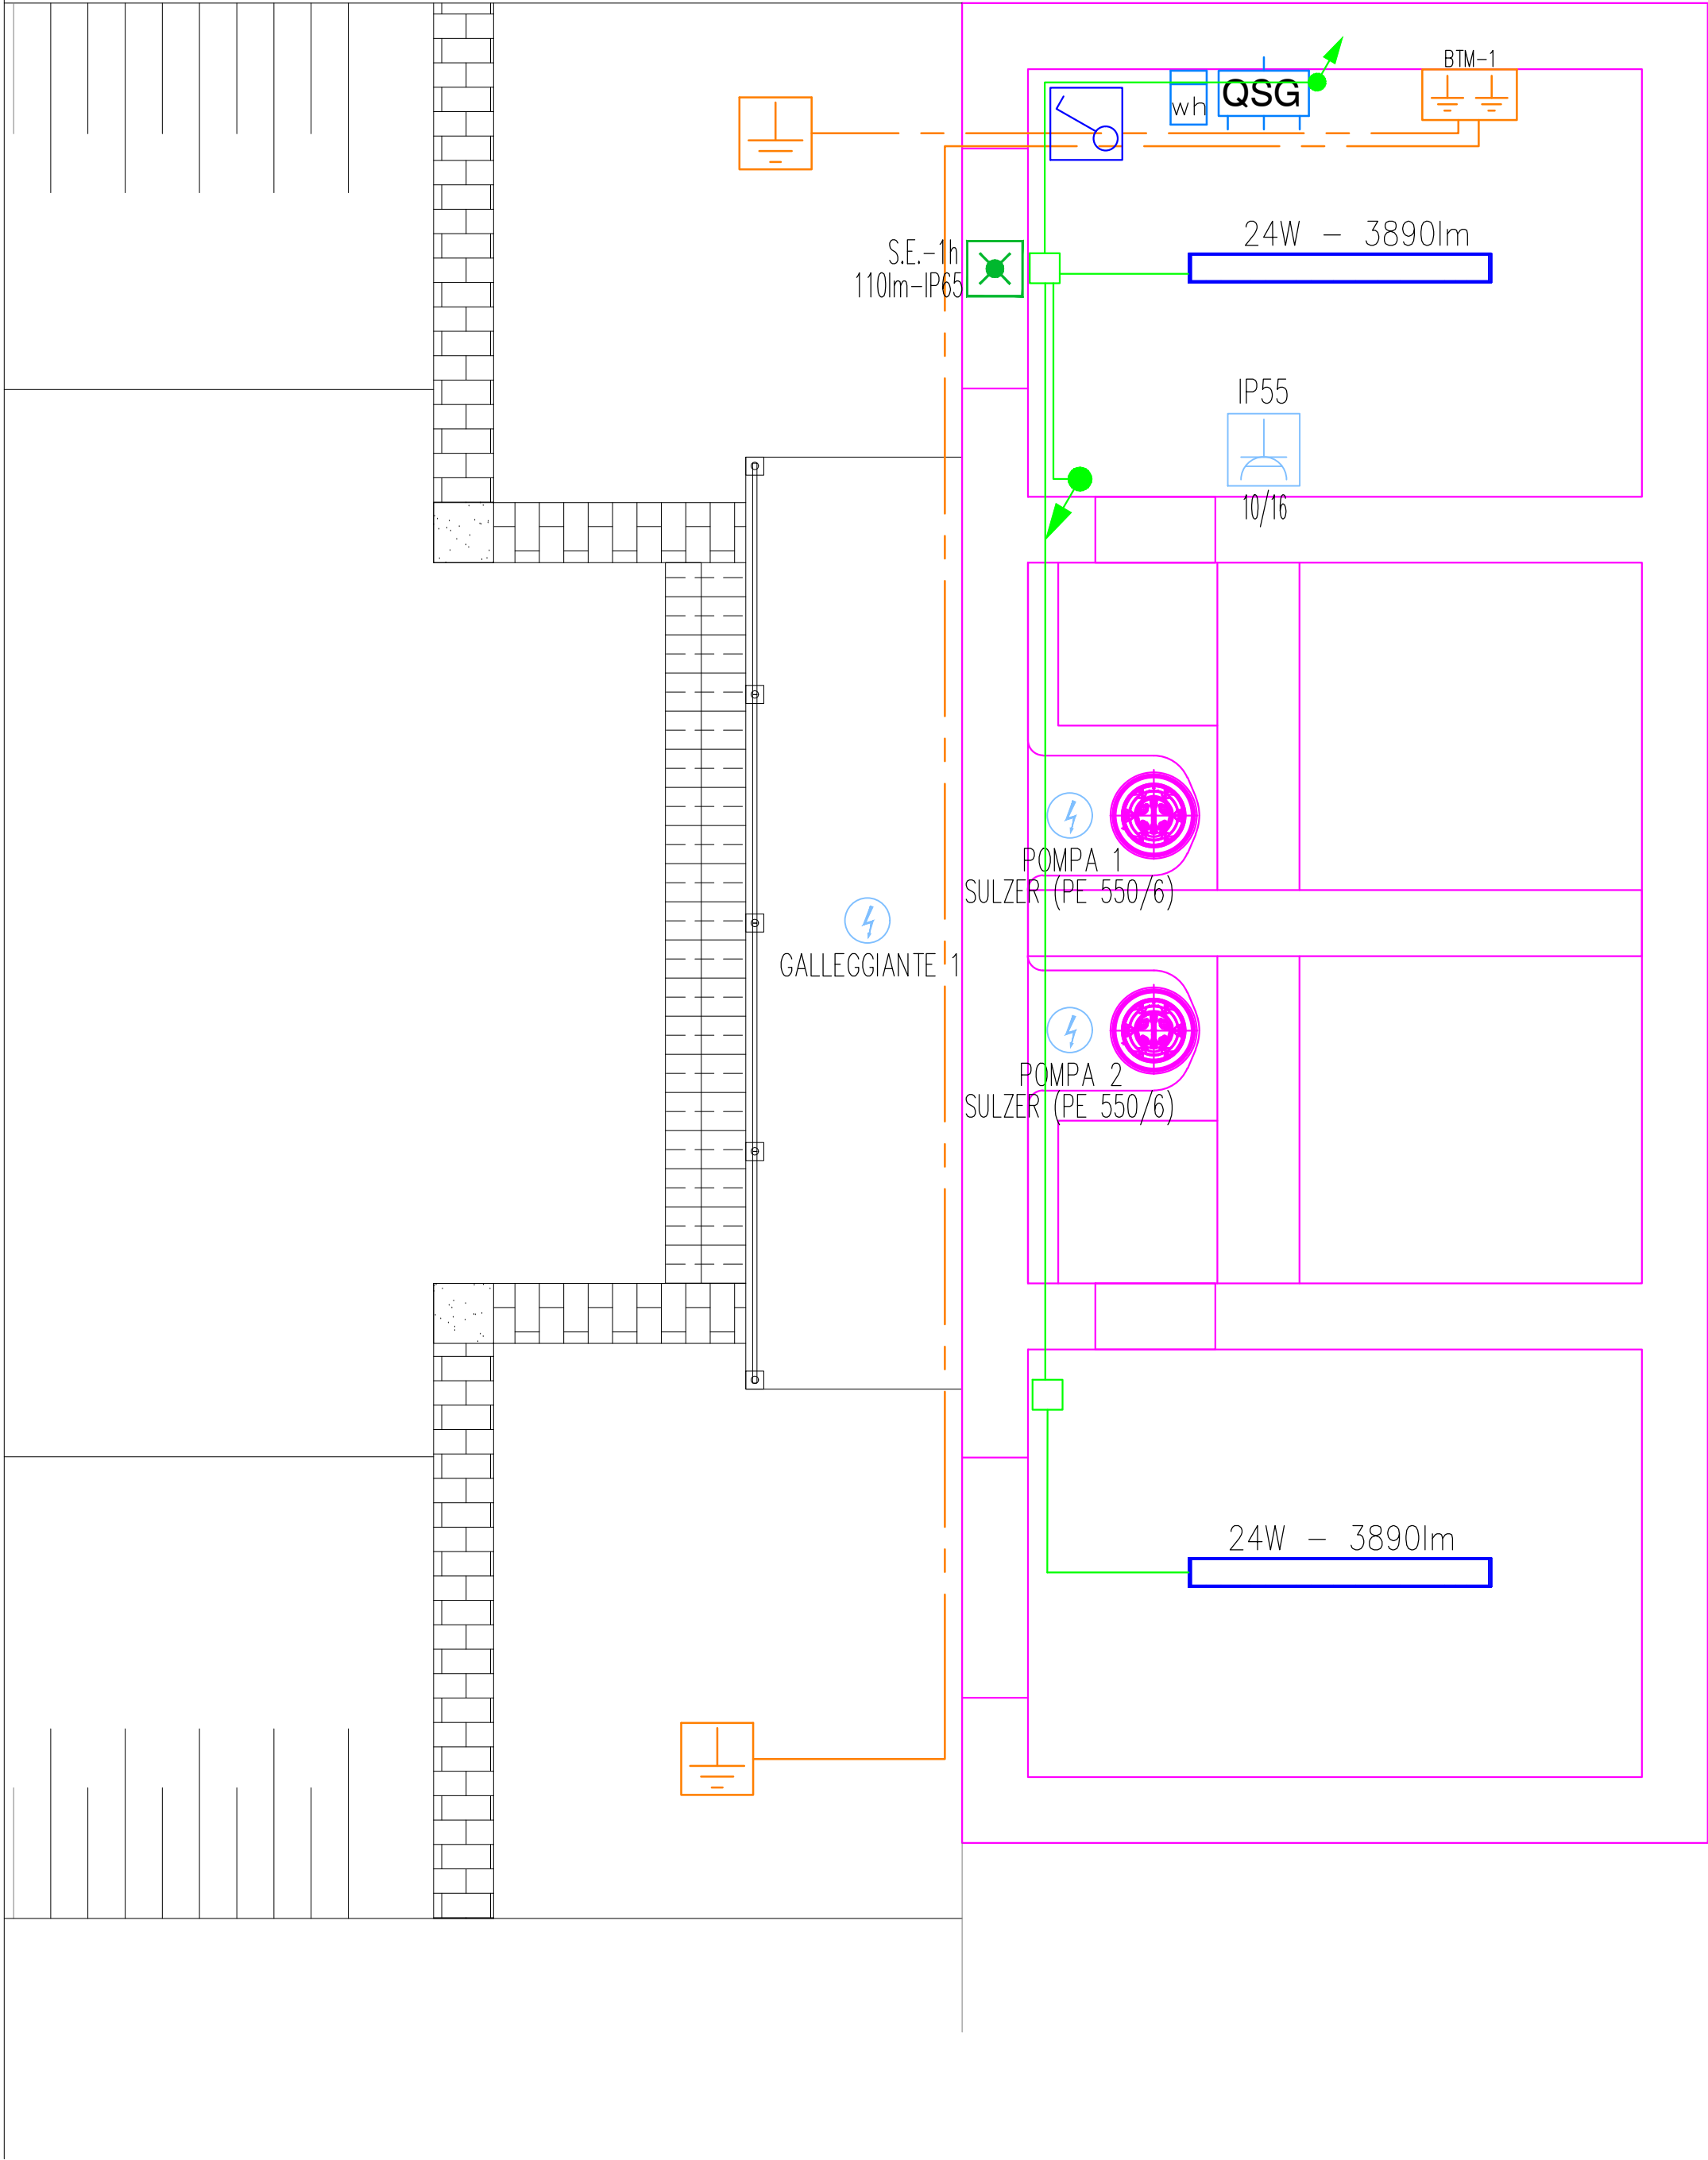 BTM-1
QSG
wh
24W - 3890lm
S.E.-1h
110lm-IP65
IP55
10/16
POMPA 1
SULZER (PE 550/6)
GALLEGGIANTE 1
POMPA 2
SULZER (PE 550/6)
24W - 3890lm